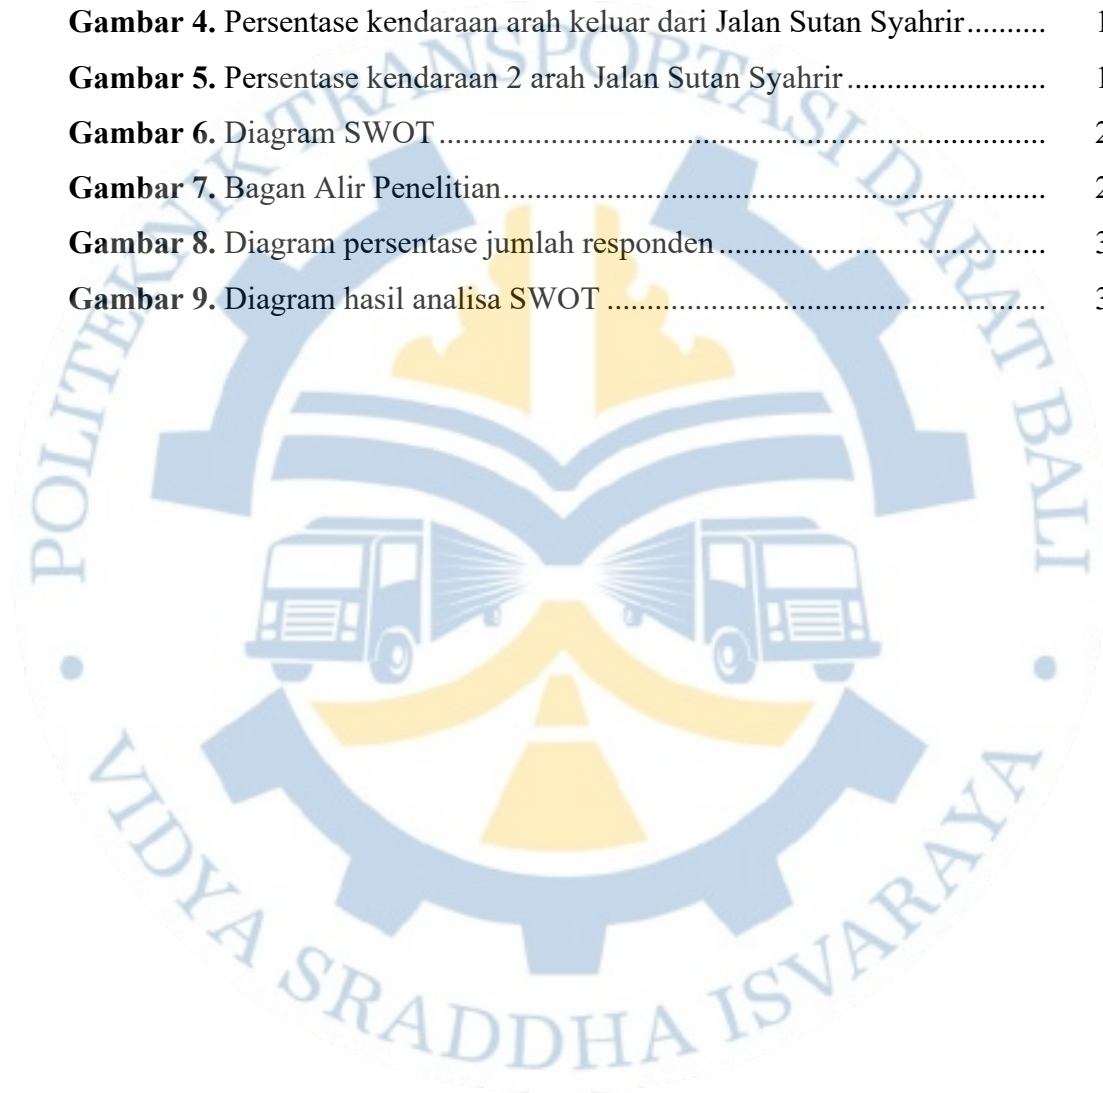 Gambar 4. Persentase kendaraan arah keluar dari Jalan Sutan Syahrir.......... 1
Gambar 5. Persentase kendaraan 2 arah Jalan Sutan Syahrir......................... 1
Gambar 6. Diagram SWOT............................................................................ 2
Gambar 7. Bagan Alir Penelitian.................................................................... 2
Gambar 8. Diagram persentase jumlah responden......................................... 3
Gambar 9. Diagram hasil analisa SWOT ....................................................... 3
POLITEKNIK TRANSPORTASI DARAT BALI
• VIDYA SRADDHA ISVARAYA •